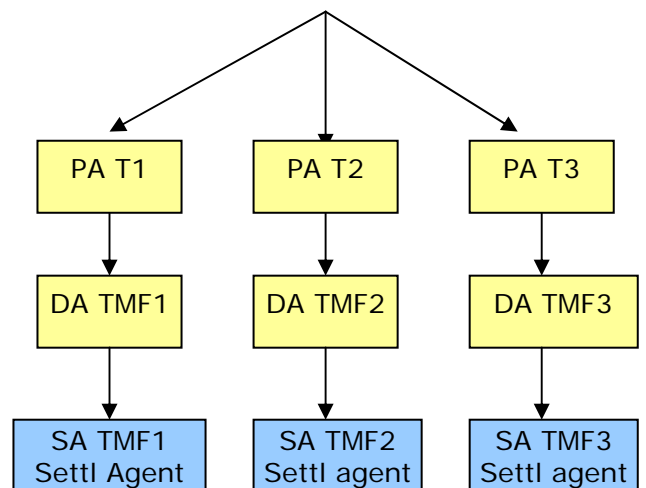 PA T1
PA T2
PA T3
DA TMF1
DA TMF2
DA TMF3
SA TMF1
Settl Agent
SA TMF2
Settl agent
SA TMF3
Settl agent